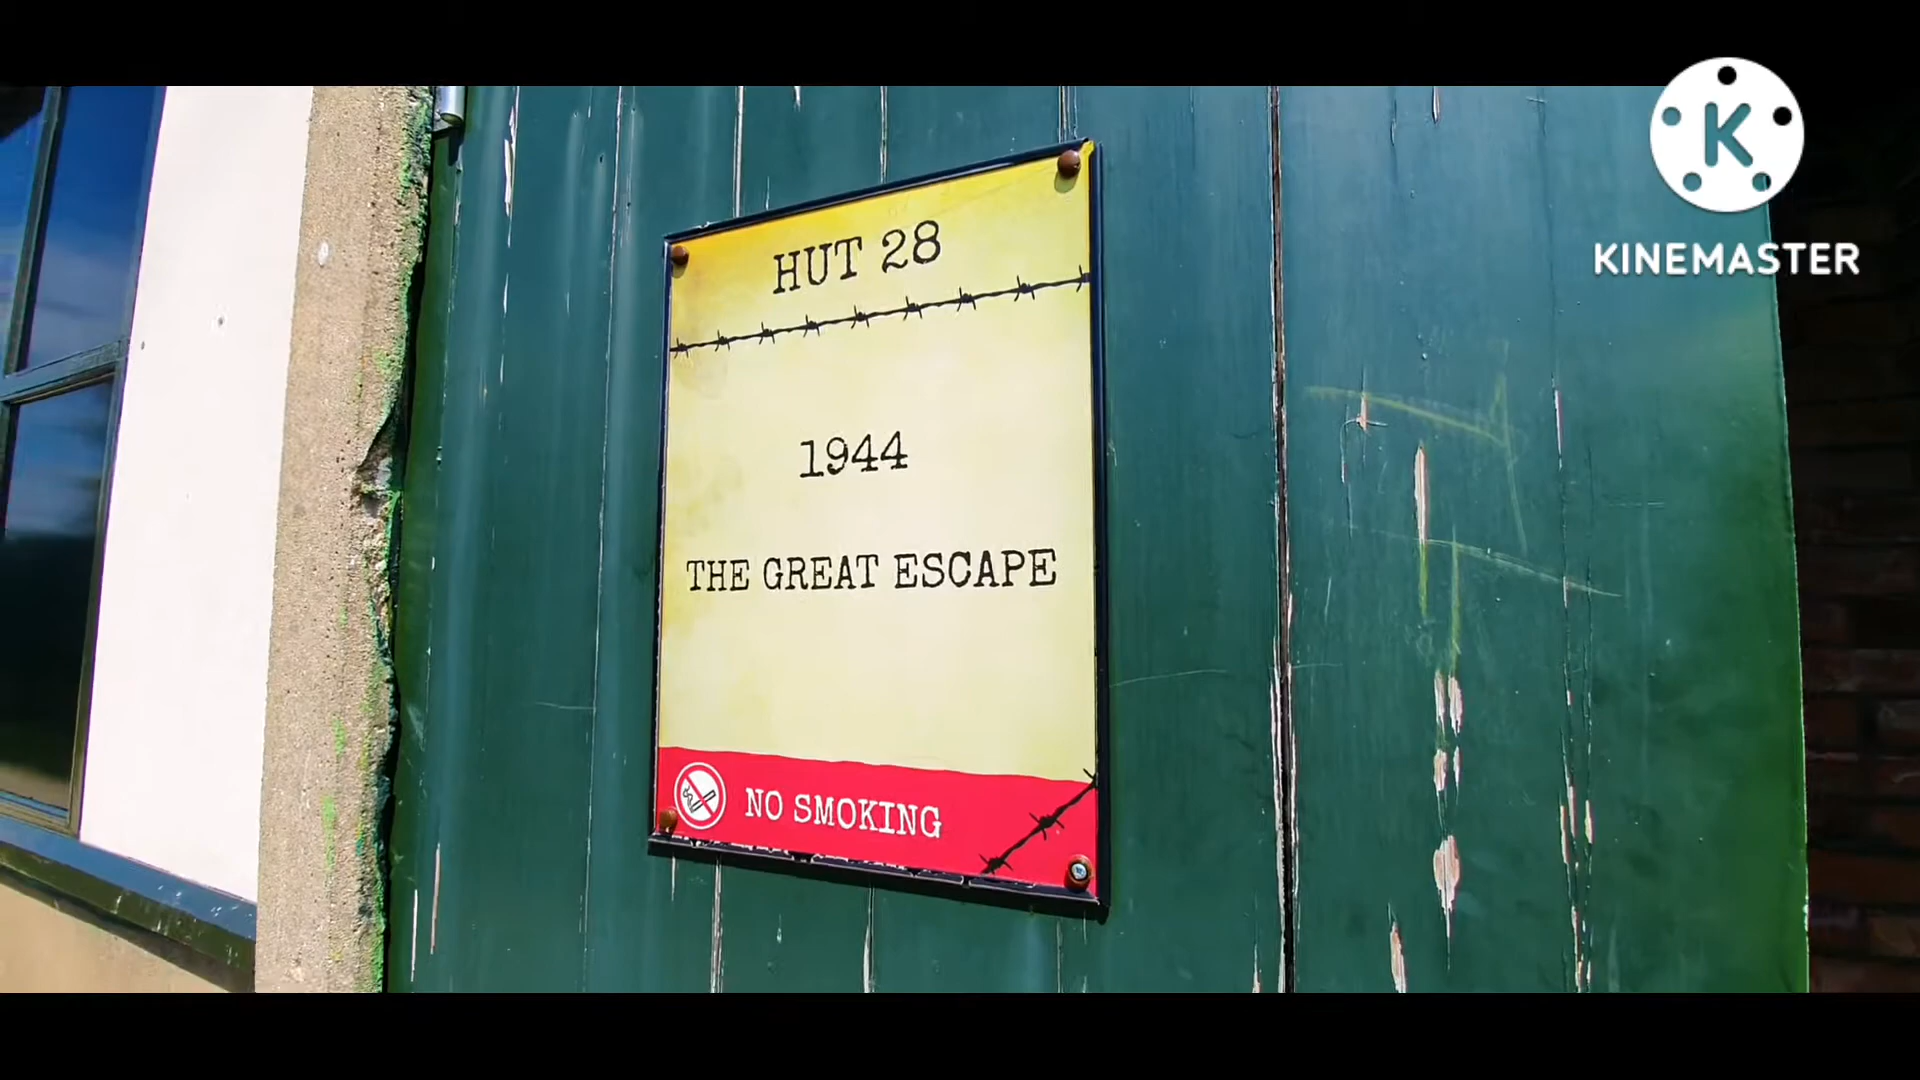 HUT 28
1944
THE GREAT ESCAPE
NO SMOKING
K
KINEMASTER